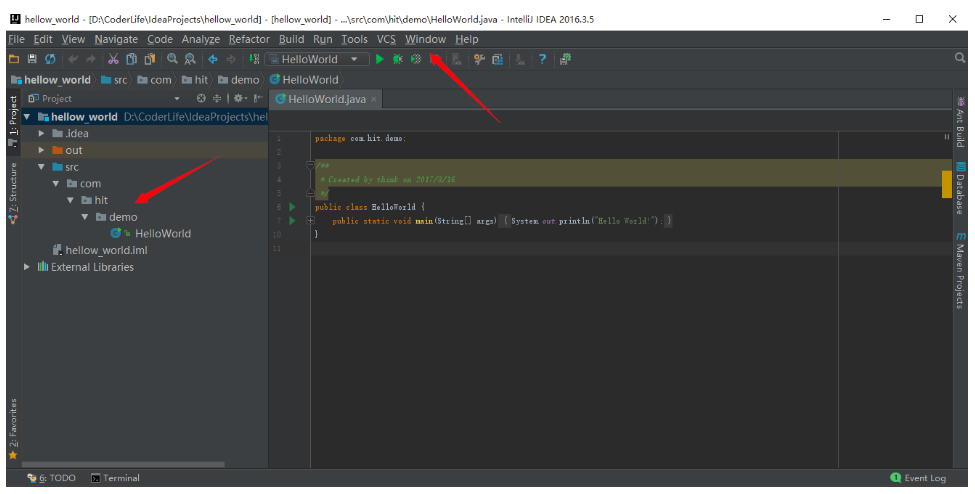 hellow_world - [D:\CoderLife\IdeaProjects\hellow_world] - [hellow_world] - ...\src\com\hit\demo\HelloWorld.java - IntelliJ IDEA 2016.3.5
File Edit View Navigate Code Analyze Refactor Build Run Tools VCS Window Help
HelloWorld
hellow_world src com hit demo HelloWorld
1: Project
Project
HelloWorld.java
hellow_world D:\CoderLife\IdeaProjects\hel
.idea
out
src
com
hit
demo
HelloWorld
hellow_world.iml
External Libraries
7: Structure
2: Favorites
1 package com.hit.demo;
2
3 /**
4 * Created by think on 2017/3/16.
5 */
6 public class HelloWorld {
7 public static void main(String[] args) { System.out.println("Hello World!"); }
10 }
11
Ant Build
Database
m Maven Projects
6: TODO Terminal
1 Event Log